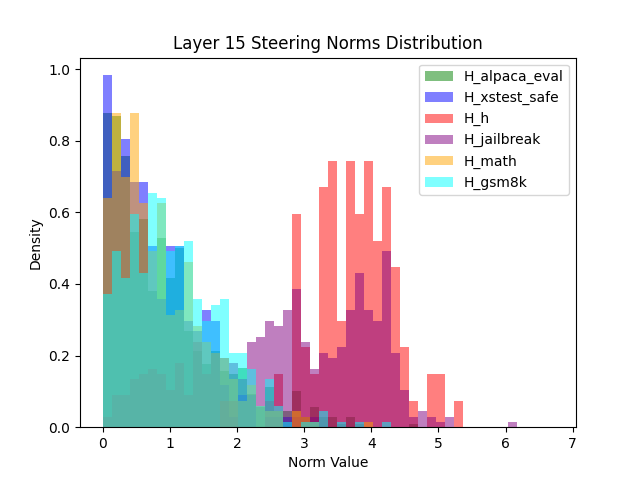 Layer 15 Steering Norms Distribution
1.0
0.8
0.6
0.4
0.2
0.0
Density
0 1 2 3 4 5 6 7
Norm Value
H_alpaca_eval
H_xstest_safe
H_h
H_jailbreak
H_math
H_gsm8k